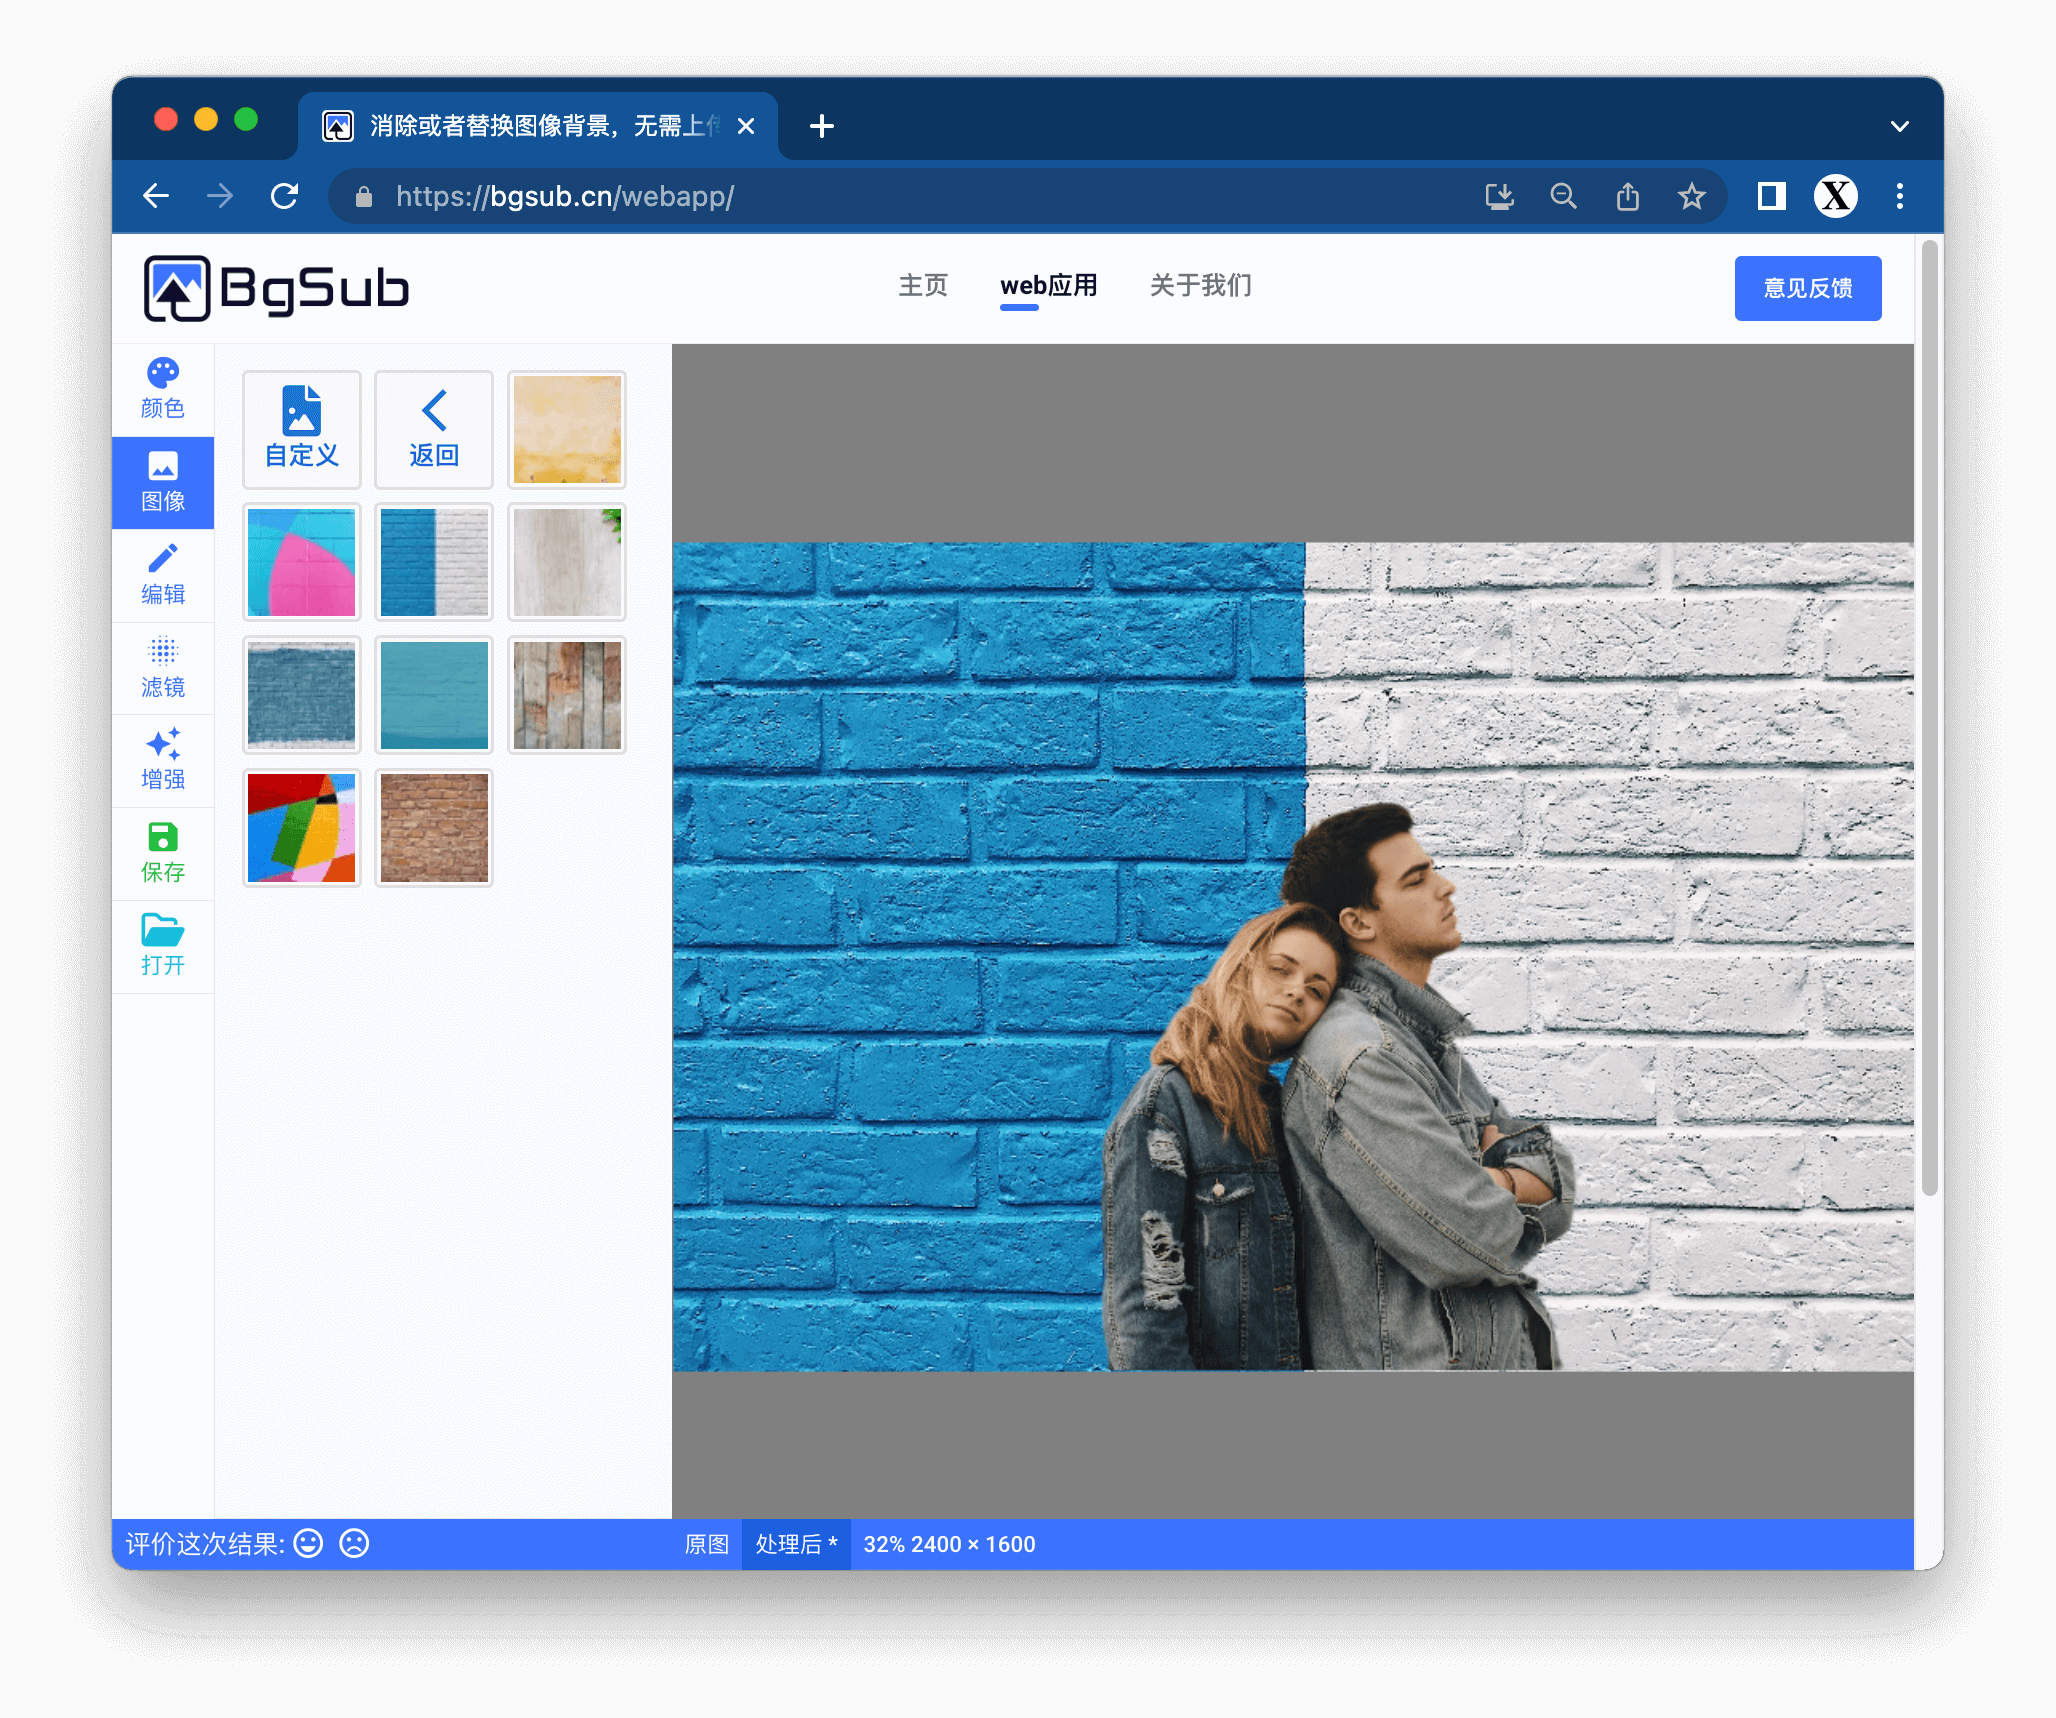 消除或者替换图像背景，无需上传
https://bgsub.cn/webapp/
BgSub
主页 web应用 关于我们
意见反馈
颜色
图像
编辑
滤镜
增强
保存
打开
自定义
返回
X
评价这次结果:
原图 处理后 * 32% 2400 × 1600